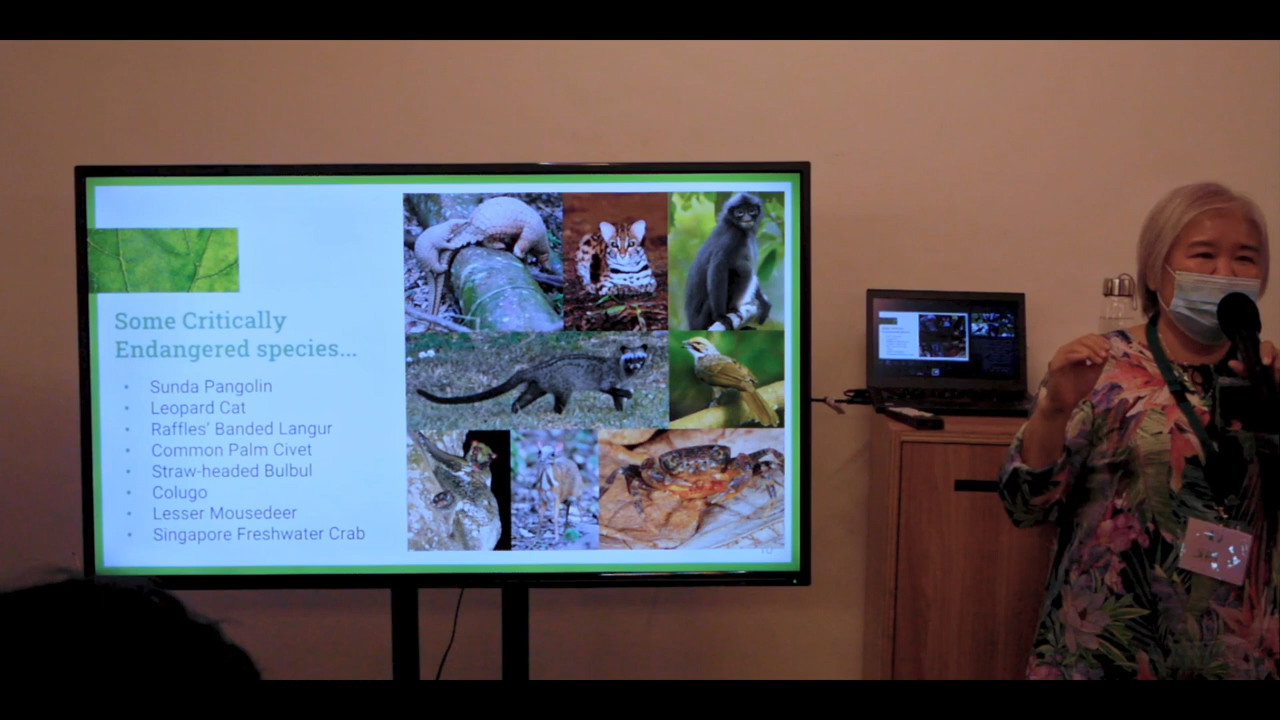 Some Critically
Endangered species...
• Sunda Pangolin
• Leopard Cat
• Raffles' Banded Langur
• Common Palm Civet
• Straw-headed Bulbul
• Colugo
• Lesser Mousedeer
• Singapore Freshwater Crab